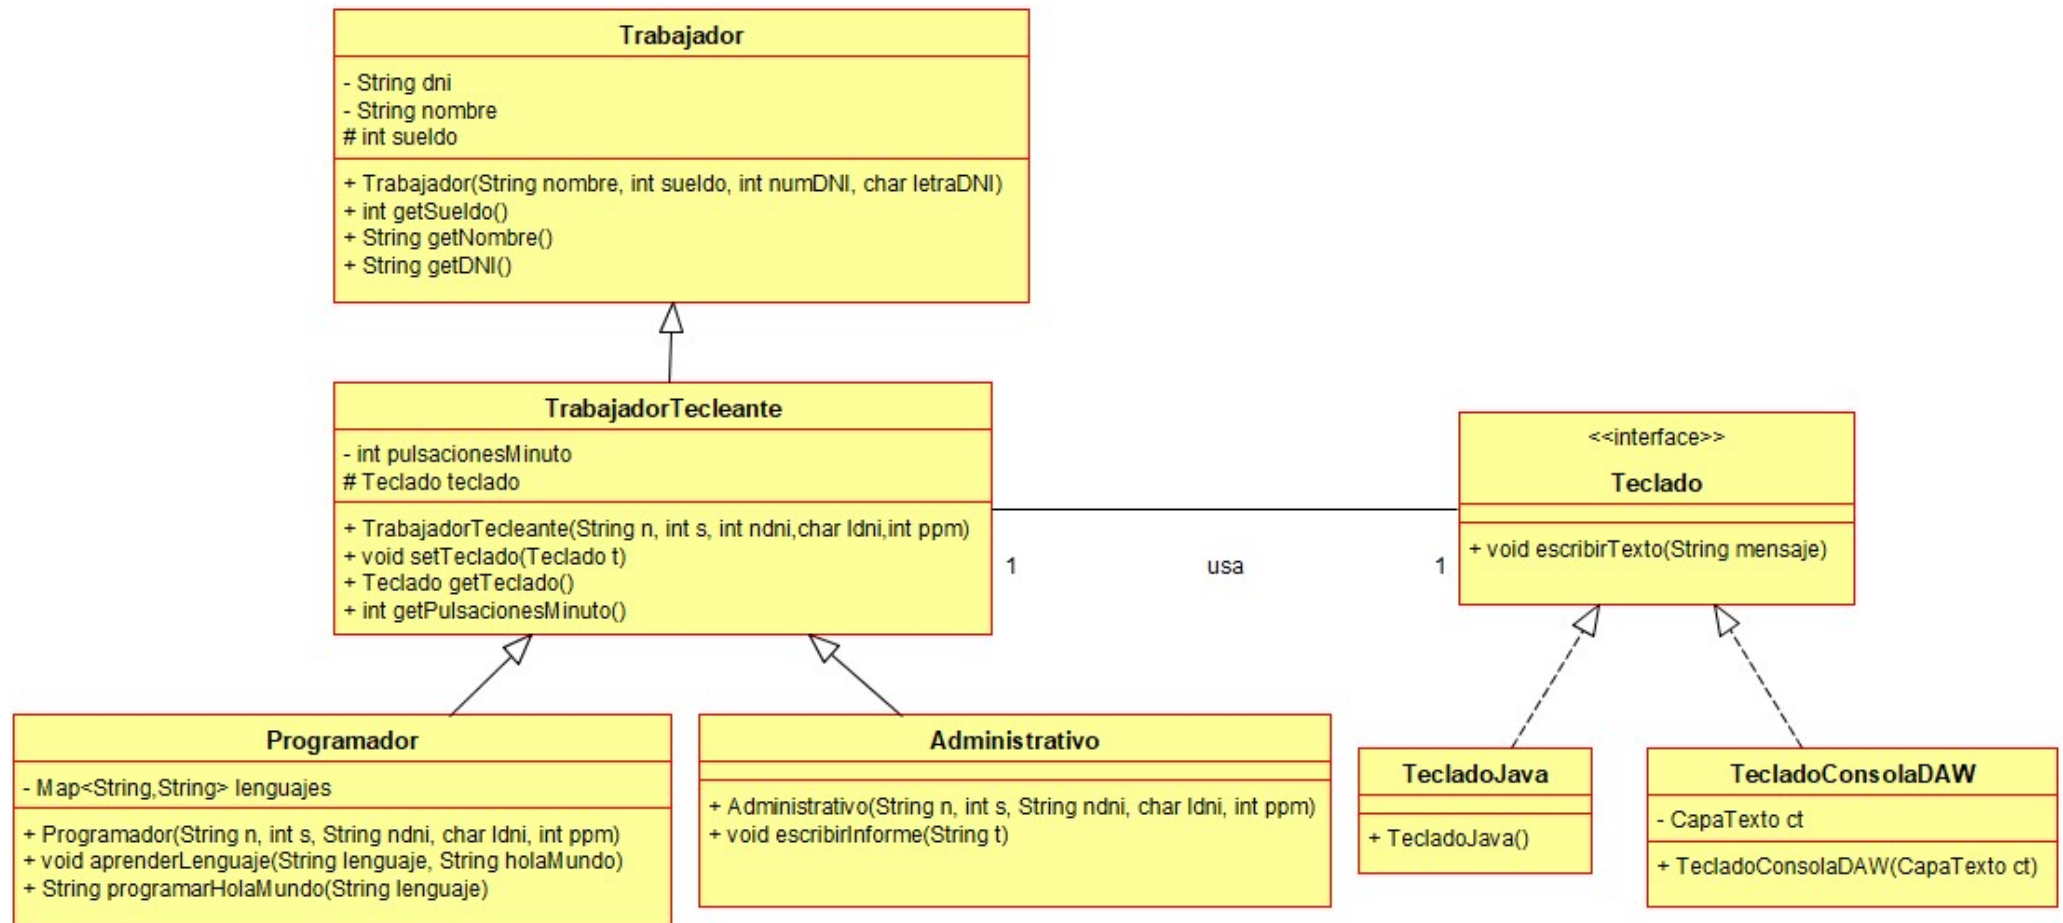 Trabajador
- String dni
- String nombre
# int sueldo
+ Trabajador(String nombre, int sueldo, int numDNI, char letraDNI)
+ int getSueldo()
+ String getNombre()
+ String getDNI()
TrabajadorTecleante
- int pulsacionesMinuto
# Teclado teclado
+ TrabajadorTecleante(String n, int s, int ndni,char ldni,int ppm)
+ void setTeclado(Teclado t)
+ Teclado getTeclado()
+ int getPulsacionesMinuto()
1
usa
1
<<interface>>
Teclado
+ void escribirTexto(String mensaje)
Programador
- Map<String,String> lenguajes
+ Programador(String n, int s, String ndni, char ldni, int ppm)
+ void aprenderLenguaje(String lenguaje, String holaMundo)
+ String programarHolaMundo(String lenguaje)
Administrativo
+ Administrativo(String n, int s, String ndni, char ldni, int ppm)
+ void escribirInforme(String t)
TecladoJava
+ TecladoJava()
TecladoConsolaDAW
- CapaTexto ct
+ TecladoConsolaDAW(CapaTexto ct)